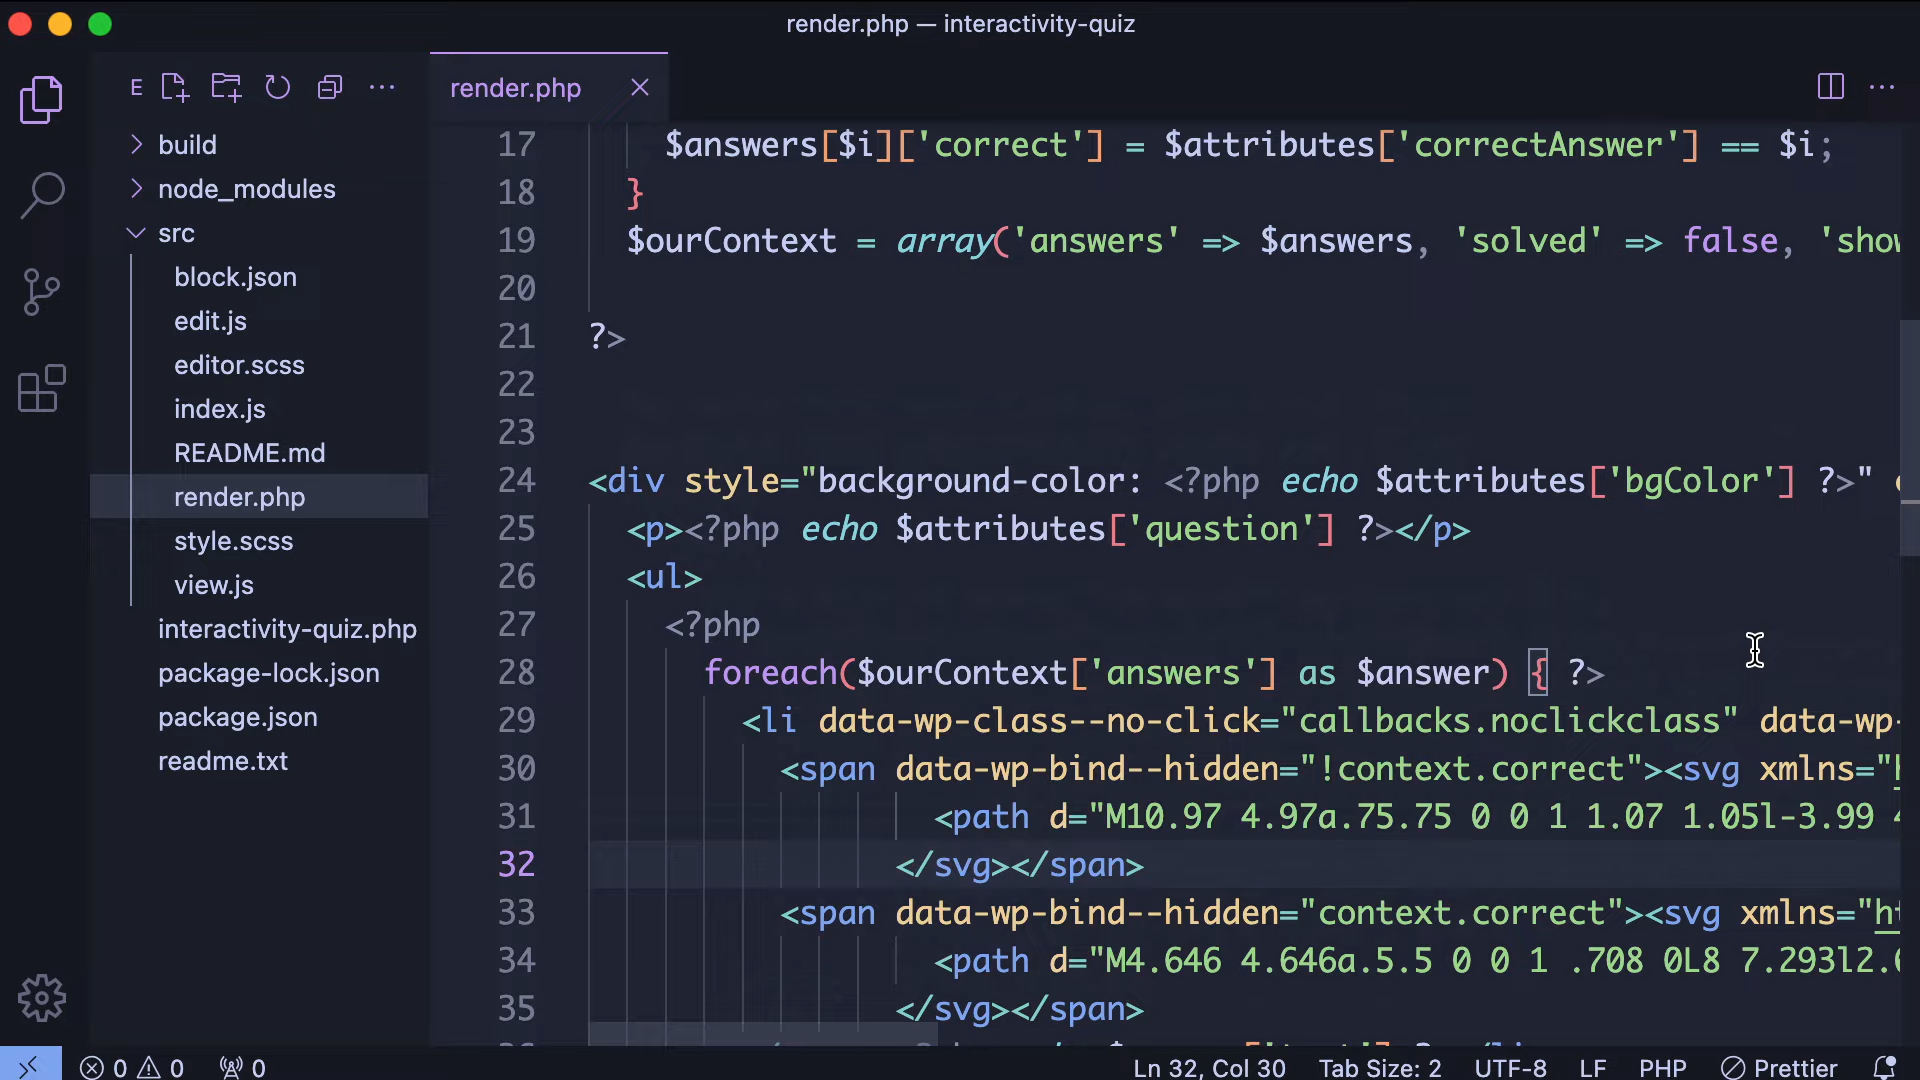 render.php — interactivity-quiz
E
render.php
build
node_modules
src
block.json
edit.js
editor.scss
index.js
README.md
render.php
style.scss
view.js
interactivity-quiz.php
package-lock.json
package.json
readme.txt
17 $answers[$i]['correct'] = $attributes['correctAnswer'] == $i;
18 }
19 $ourContext = array('answers' => $answers, 'solved' => false, 'show
20
21 ?>
22
23
24 <div style="background-color: <?php echo $attributes['bgColor'] ?>"
25 <p><?php echo $attributes['question'] ?></p>
26 <ul>
27 <?php
28 foreach($ourContext['answers'] as $answer) { ?>
29 <li data-wp-class--no-click="callbacks.noclickclass" data-wp-
30 <span data-wp-bind--hidden="!context.correct"><svg xmlns="h
31 <path d="M10.97 4.97a.75.75 0 0 1 1.07 1.05l-3.99 4
32 </svg></span>
33 <span data-wp-bind--hidden="context.correct"><svg xmlns="ht
34 <path d="M4.646 4.646a.5.5 0 0 1 .708 0L8 7.293l2.6
35 </svg></span>
0 0 0 Ln 32, Col 30 Tab Size: 2 UTF-8 LF PHP Prettier